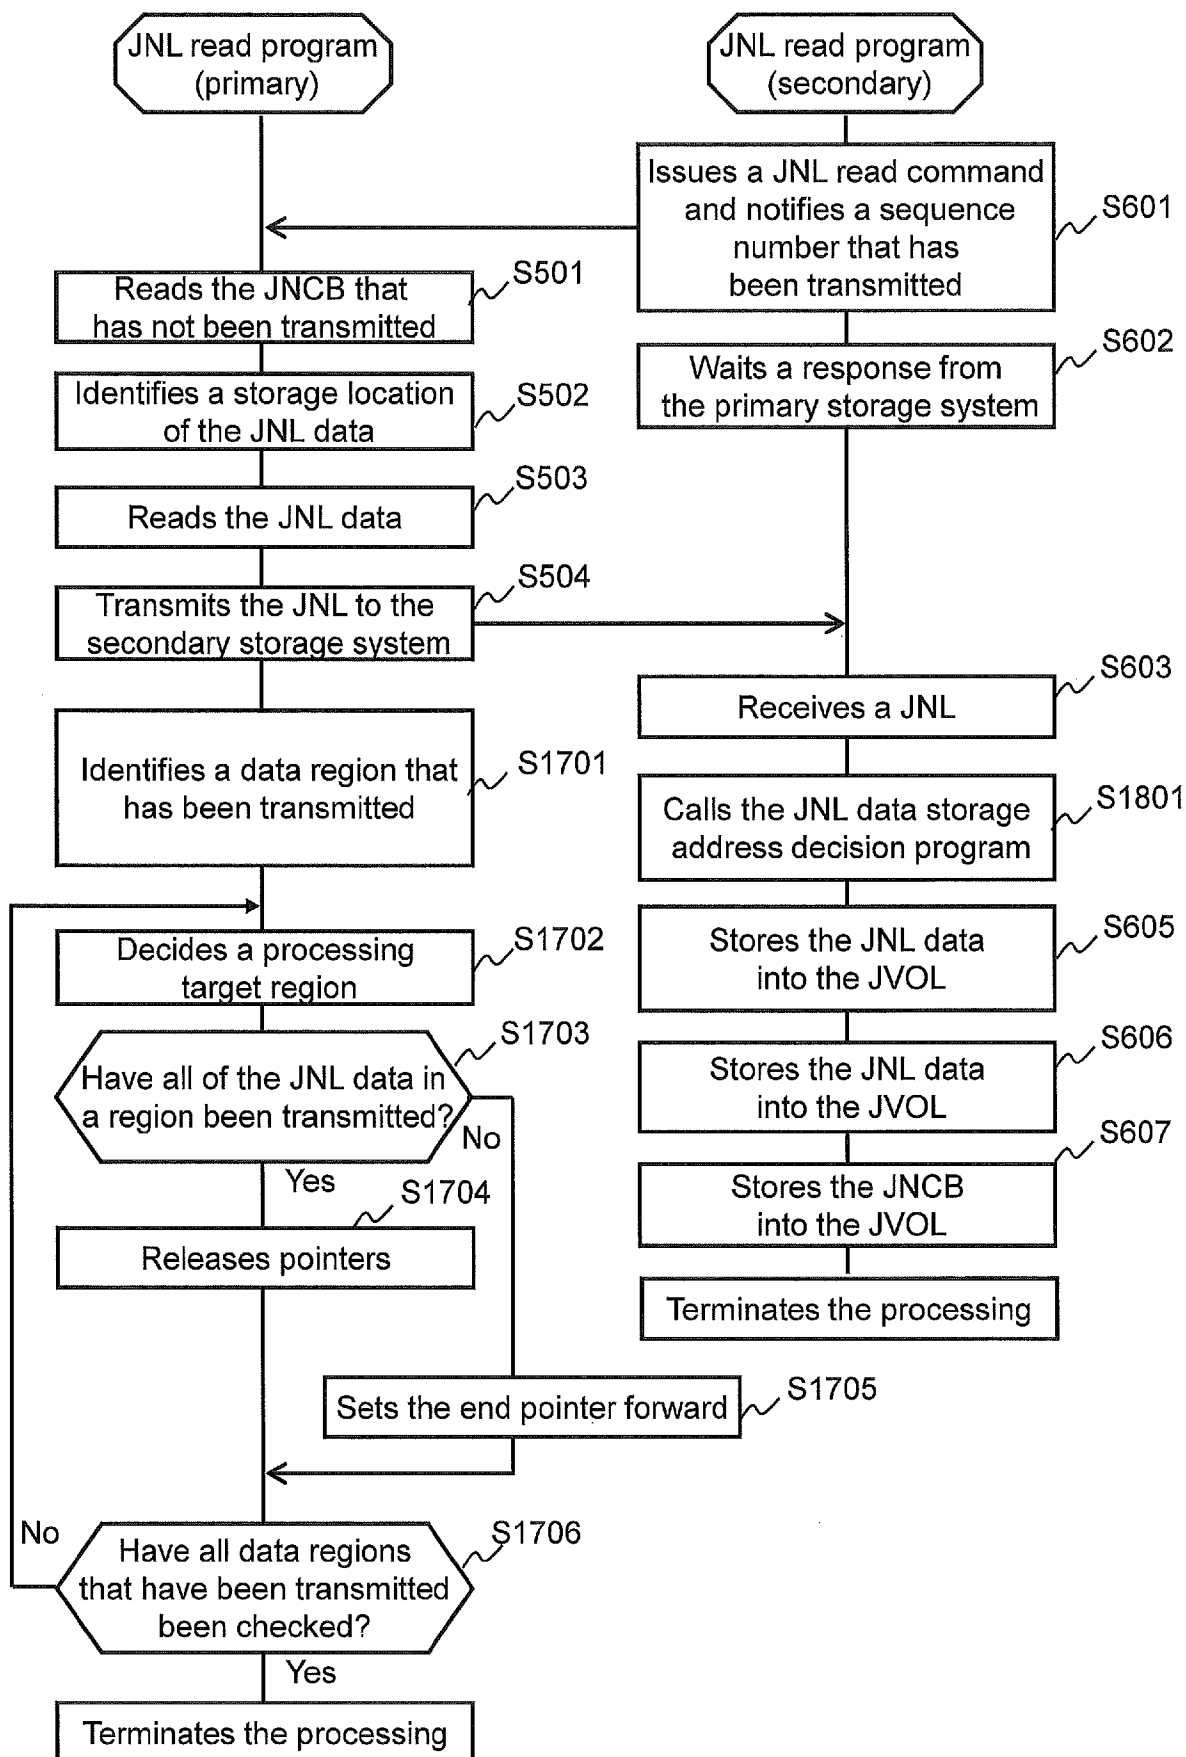 JNL read program
(primary)
JNL read program
(secondary)
Issues a JNL read command
and notifies a sequence
number that has
been transmitted
S601
Reads the JNCB that
has not been transmitted
S501
Waits a response from
the primary storage system
S602
Identifies a storage location
of the JNL data
S502
Reads the JNL data
S503
Transmits the JNL to the
secondary storage system
S504
Receives a JNL
S603
Identifies a data region that
has been transmitted
S1701
Calls the JNL data storage
address decision program
S1801
Decides a processing
target region
S1702
Stores the JNL data
into the JVOL
S605
Have all of the JNL data in
a region been transmitted?
S1703
No
Yes
Stores the JNL data
into the JVOL
S606
Releases pointers
S1704
Stores the JNCB
into the JVOL
S607
Terminates the processing
Sets the end pointer forward
S1705
Have all data regions
that have been transmitted
been checked?
S1706
No
Yes
Terminates the processing